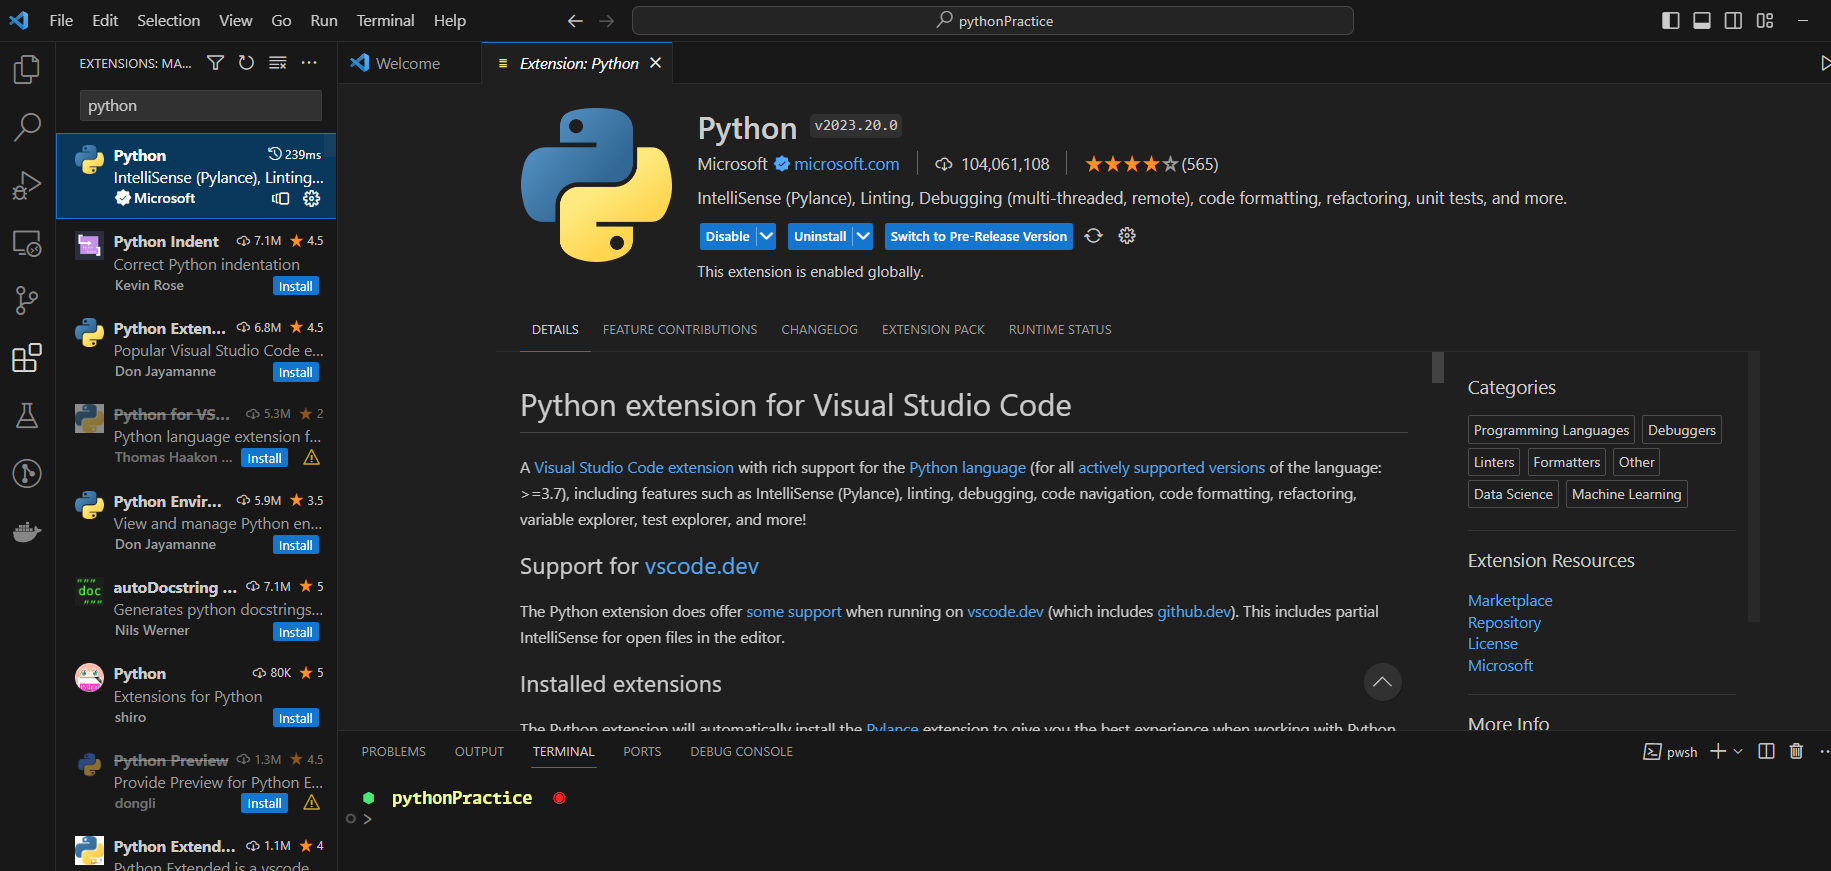 File Edit Selection View Go Run Terminal Help
pythonPractice
EXTENSIONS: MA...
python
Python 239ms
IntelliSense (Pylance), Linting...
Microsoft
Python Indent 7.1M 4.5
Correct Python indentation
Kevin Rose Install
Python Exten... 6.8M 4.5
Popular Visual Studio Code e...
Don Jayamanne Install
Python for VS... 5.3M 2
Python language extension f...
Thomas Haakon ... Install
Python Envir... 5.9M 3.5
View and manage Python en...
Don Jayamanne Install
""" doc """
autoDocstring ... 7.1M 5
Generates python docstrings...
Nils Werner Install
Python 80K 5
Extensions for Python
shiro Install
Python Preview 1.3M 4.5
Provide Preview for Python E...
dongli Install
Python Extend... 1.1M 4
Python Extended is a vscode
Welcome
Extension: Python
Python v2023.20.0
Microsoft microsoft.com 104,061,108 (565)
IntelliSense (Pylance), Linting, Debugging (multi-threaded, remote), code formatting, refactoring, unit tests, and more.
Disable Uninstall Switch to Pre-Release Version
This extension is enabled globally.
DETAILS FEATURE CONTRIBUTIONS CHANGELOG EXTENSION PACK RUNTIME STATUS
Python extension for Visual Studio Code
A Visual Studio Code extension with rich support for the Python language (for all actively supported versions of the language:
>=3.7), including features such as IntelliSense (Pylance), linting, debugging, code navigation, code formatting, refactoring,
variable explorer, test explorer, and more!
Support for vscode.dev
The Python extension does offer some support when running on vscode.dev (which includes github.dev). This includes partial
IntelliSense for open files in the editor.
Installed extensions
The Python extension will automatically install the Pylance extension to give you the best experience when working with Python
Categories
Programming Languages Debuggers
Linters Formatters Other
Data Science Machine Learning
Extension Resources
Marketplace
Repository
License
Microsoft
More Info
PROBLEMS OUTPUT TERMINAL PORTS DEBUG CONSOLE
pwsh
pythonPractice
>